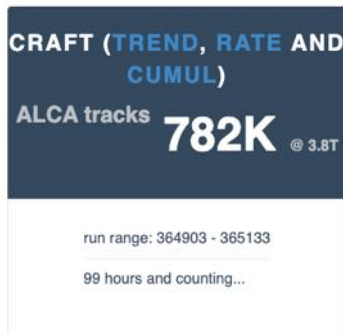 CRAFT (TREND, RATE AND
CUMUL)
ALCA tracks 782K @ 3.8T
run range: 364903 - 365133
99 hours and counting...